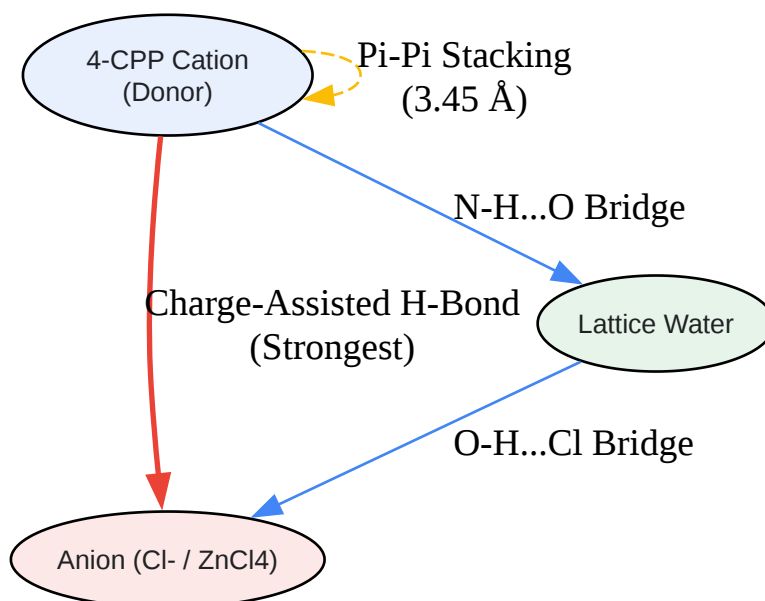 4-CPP Cation
(Donor)
Pi-Pi Stacking
(3.45 Å)
N-H...O Bridge
Charge-Assisted H-Bond
(Strongest)
Lattice Water
O-H...Cl Bridge
Anion (Cl- / ZnCl4)